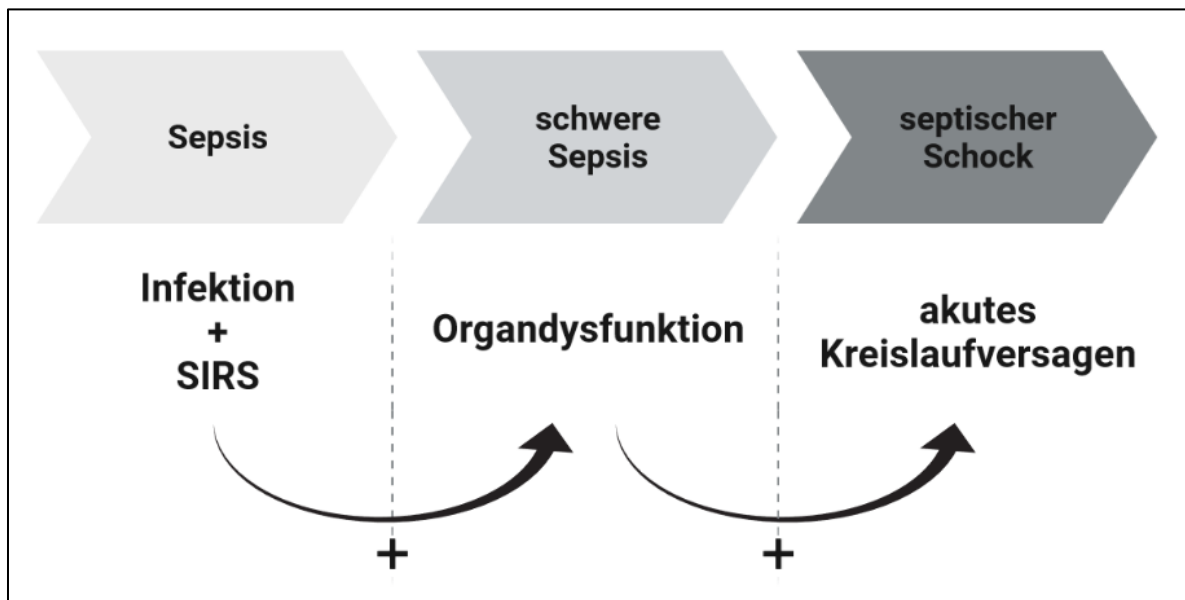 Sepsis
schwere
Sepsis
septischer
Schock
Infektion
+
SIRS
Organdysfunktion
akutes
Kreislaufversagen
+
+